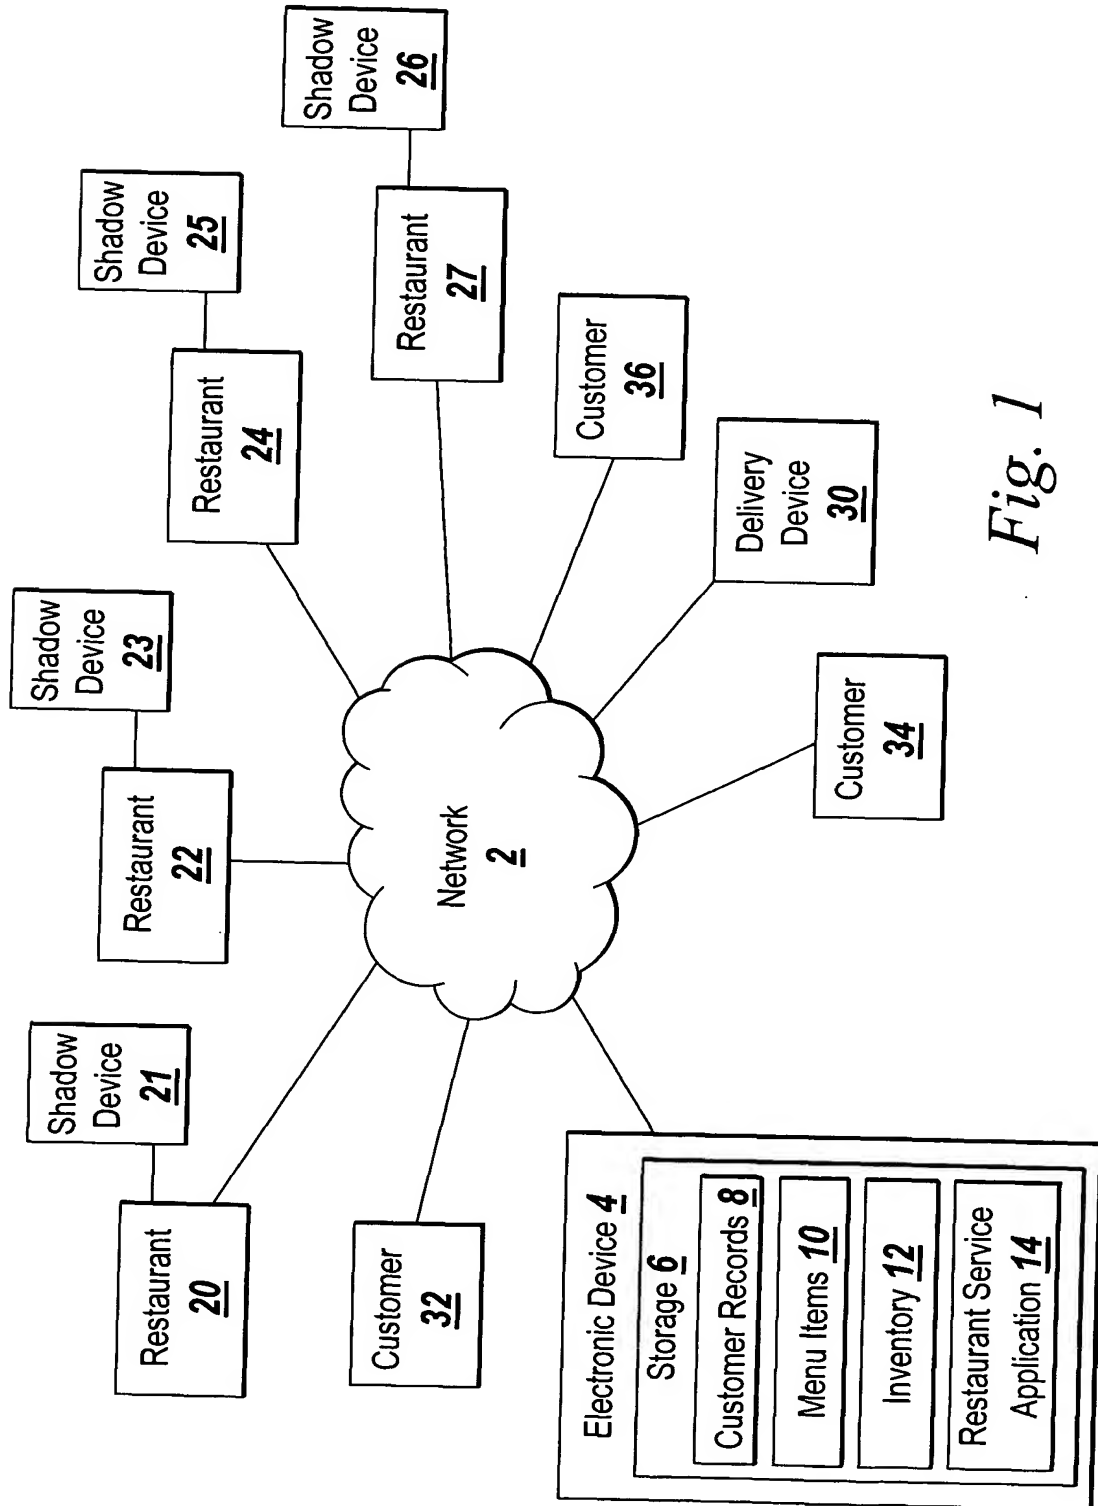 Shadow
Device
21
Restaurant
20
Shadow
Device
23
Restaurant
22
Shadow
Device
25
Restaurant
24
Shadow
Device
26
Restaurant
27
Customer
32
Network
2
Customer
36
Delivery
Device
30
Customer
34
Electronic Device 4
Storage 6
Customer Records 8
Menu Items 10
Inventory 12
Restaurant Service
Application 14
Fig. 1